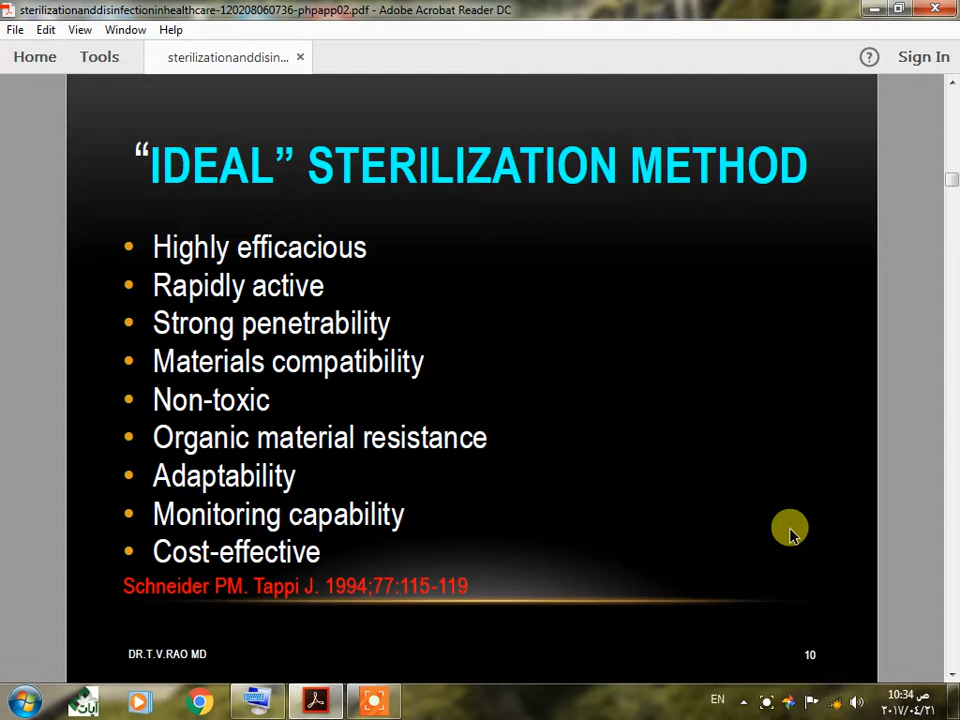 sterilizationanddisinfectioninhealthcare-120208060736-phpapp02.pdf - Adobe Acrobat Reader DC
File Edit View Window Help
Home Tools sterilizationanddisin... × ? Sign In
“IDEAL” STERILIZATION METHOD
• Highly efficacious
• Rapidly active
• Strong penetrability
• Materials compatibility
• Non-toxic
• Organic material resistance
• Adaptability
• Monitoring capability
• Cost-effective
Schneider PM. Tappi J. 1994;77:115-119
DR.T.V.RAO MD 10
EN 10:34 ص
٢٠١٧/٠٤/٢١